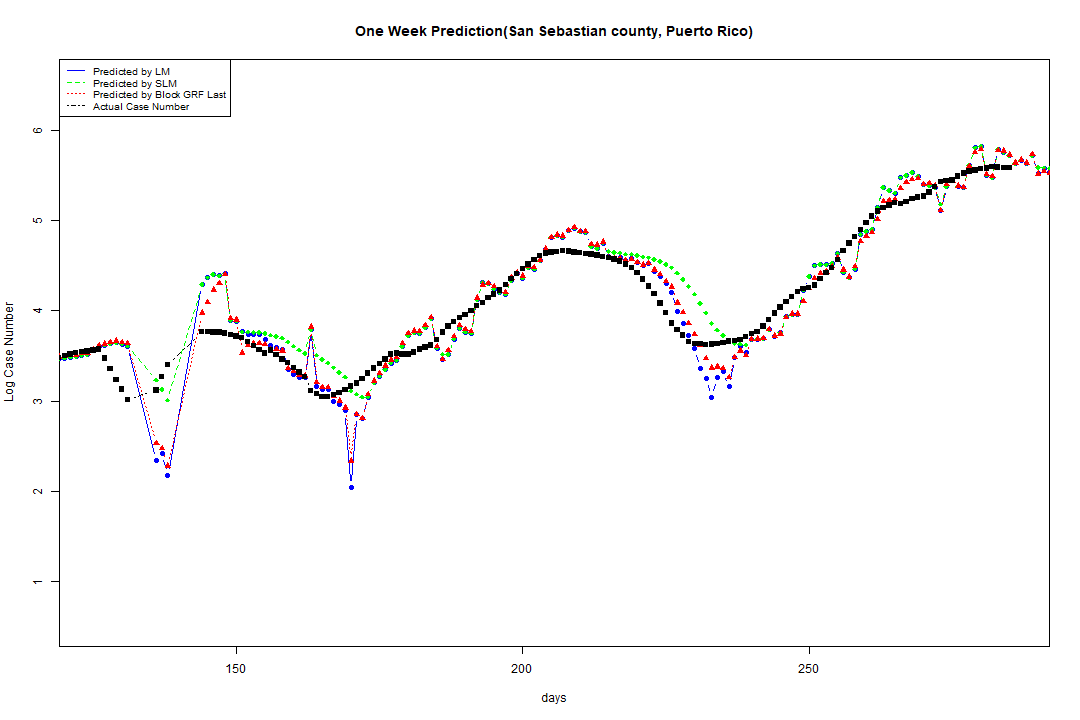 One Week Prediction(San Sebastian county, Puerto Rico)
Predicted by LM
Predicted by SLM
Predicted by Block GRF Last
Actual Case Number
Log Case Number
6
5
4
3
2
1
150 200 250
days